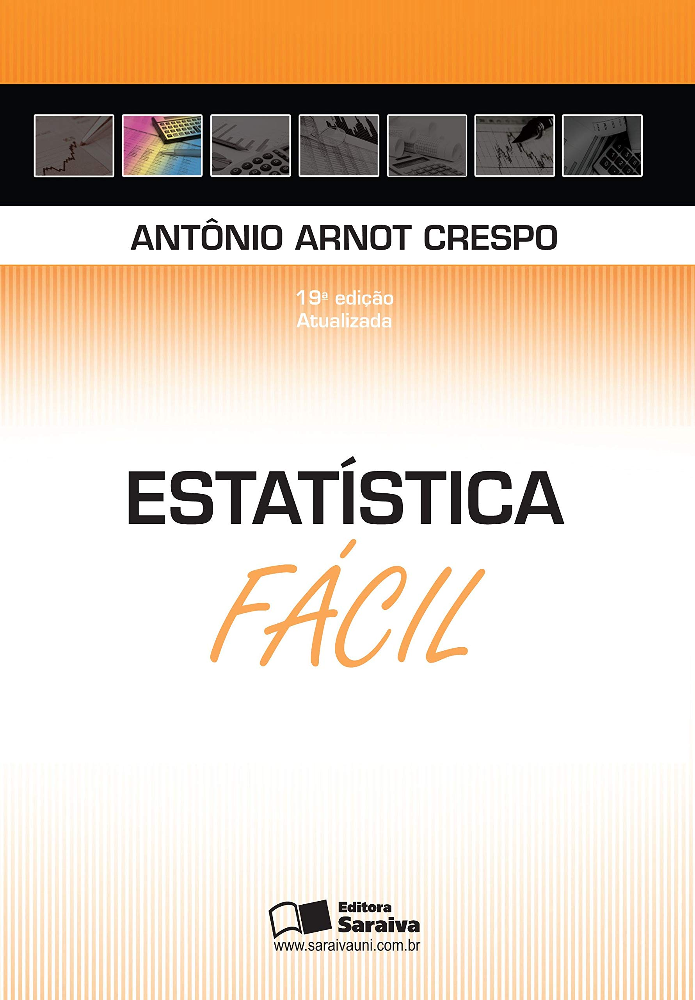 ANTÔNIO ARNOT CRESPO
19ª edição
Atualizada
ESTATÍSTICA
FÁCIL
Editora
Saraiva
www.saraivauni.com.br